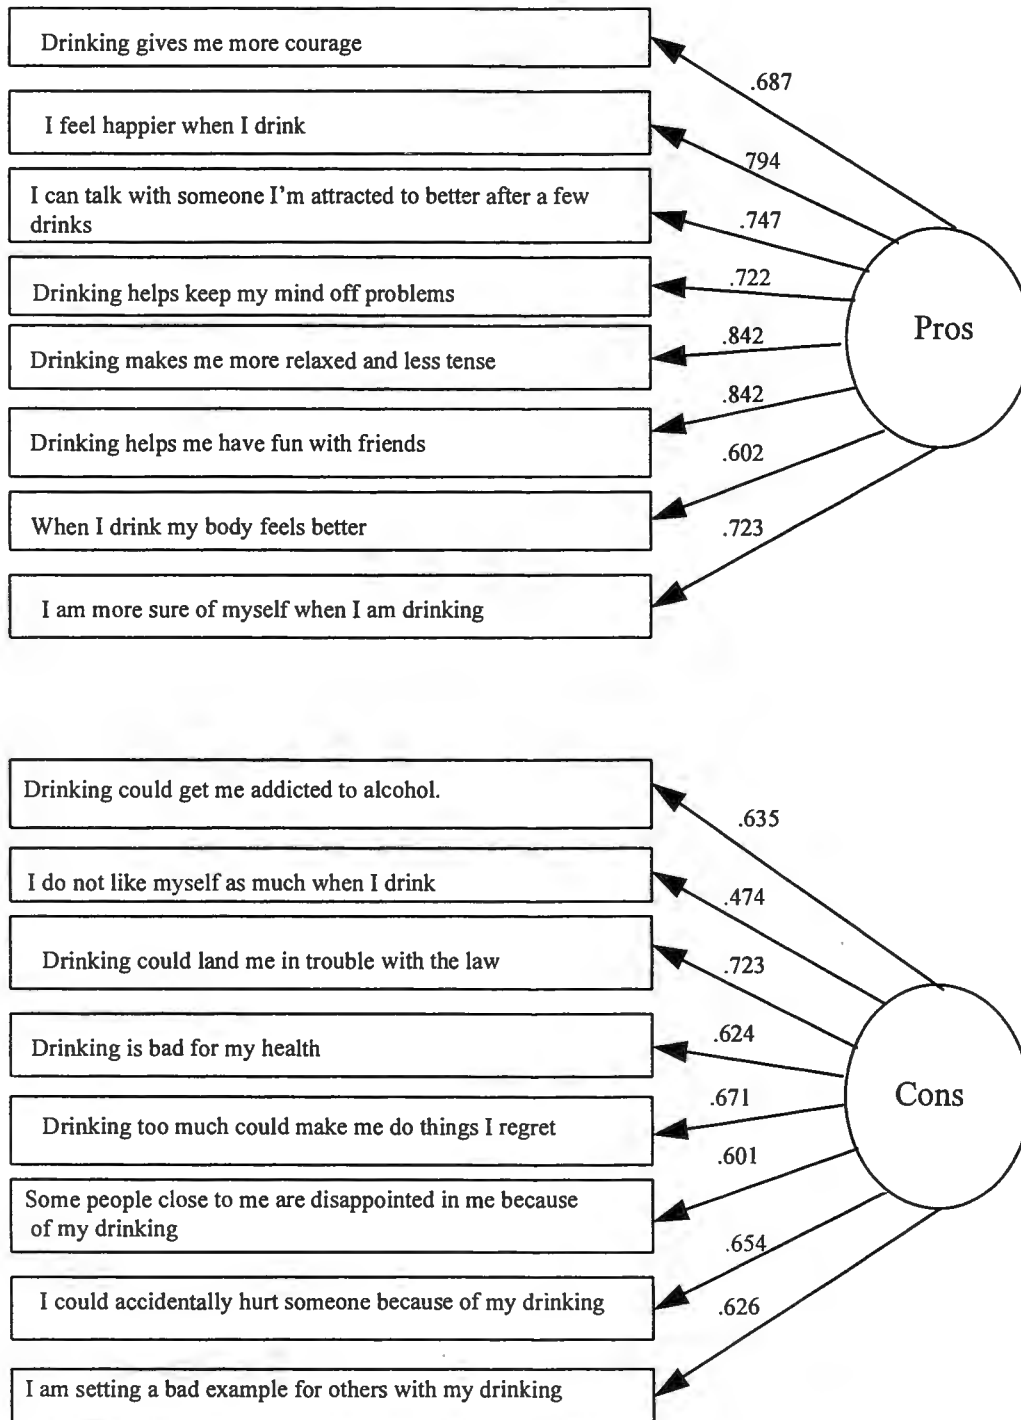 Drinking gives me more courage
.687
I feel happier when I drink
.794
I can talk with someone I'm attracted to better after a few
drinks
.747
Drinking helps keep my mind off problems
.722
Pros
Drinking makes me more relaxed and less tense
.842
Drinking helps me have fun with friends
.842
When I drink my body feels better
.602
I am more sure of myself when I am drinking
.723
Drinking could get me addicted to alcohol.
.635
I do not like myself as much when I drink
.474
Drinking could land me in trouble with the law
.723
Drinking is bad for my health
.624
Cons
Drinking too much could make me do things I regret
.671
Some people close to me are disappointed in me because
of my drinking
.601
I could accidentally hurt someone because of my drinking
.654
I am setting a bad example for others with my drinking
.626